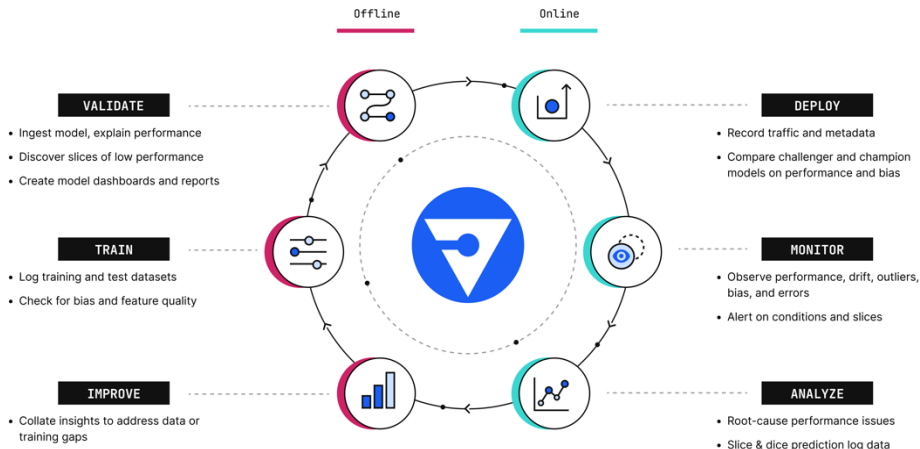 Offline
Online
VALIDATE
• Ingest model, explain performance
• Discover slices of low performance
• Create model dashboards and reports
DEPLOY
• Record traffic and metadata
• Compare challenger and champion
models on performance and bias
TRAIN
• Log training and test datasets
• Check for bias and feature quality
MONITOR
• Observe performance, drift, outliers,
bias, and errors
• Alert on conditions and slices
IMPROVE
• Collate insights to address data or
training gaps
ANALYZE
• Root-cause performance issues
• Slice & dice prediction log data